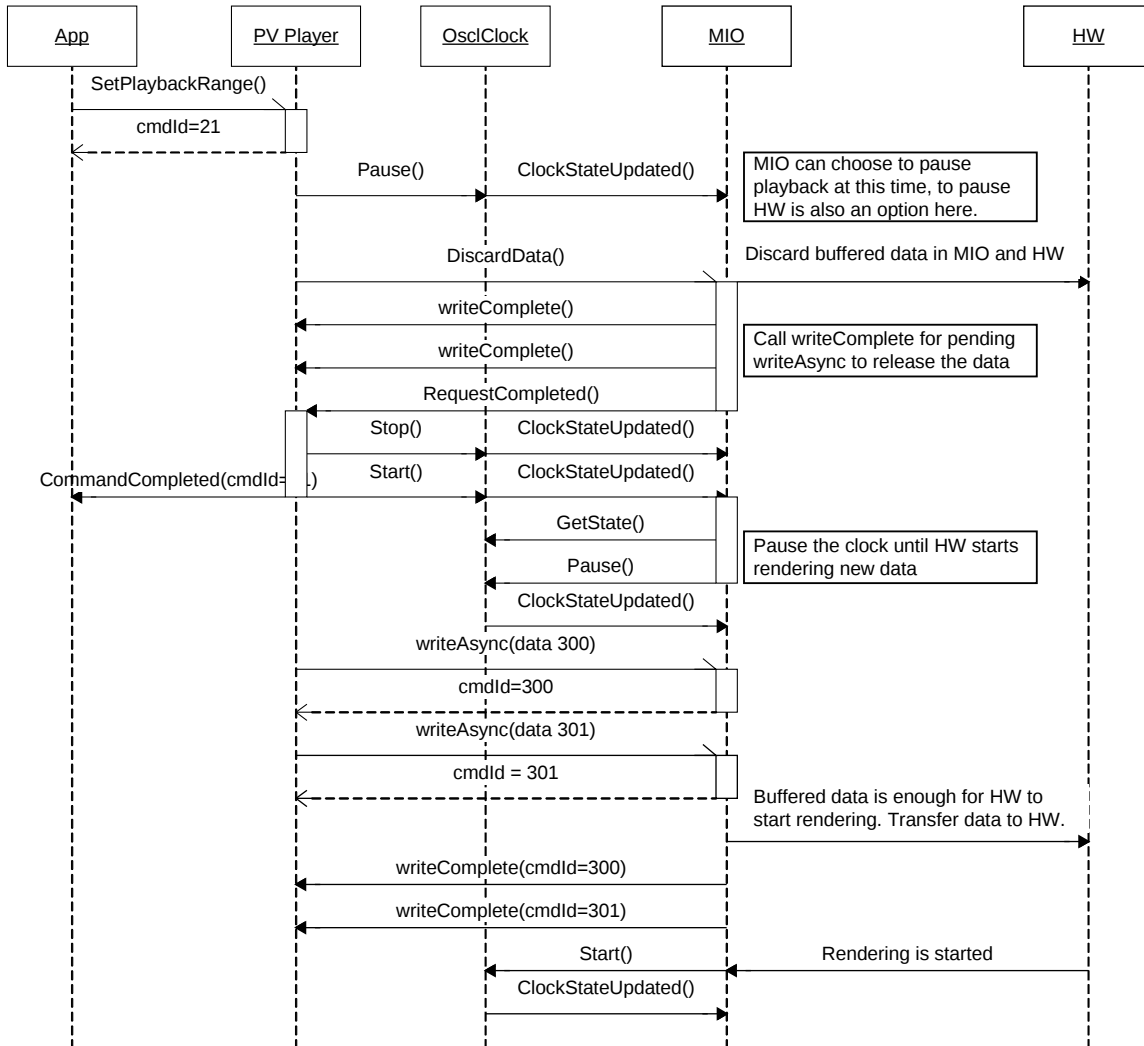 App
PV Player
OsclClock
MIO
HW
SetPlaybackRange()
cmdId=21
Pause()
ClockStateUpdated()
MIO can choose to pause
playback at this time, to pause
HW is also an option here.
DiscardData()
Discard buffered data in MIO and HW
writeComplete()
Call writeComplete for pending
writeAsync to release the data
writeComplete()
RequestCompleted()
Stop()
ClockStateUpdated()
CommandCompleted(cmdId= 1)
Start()
ClockStateUpdated()
GetState()
Pause the clock until HW starts
rendering new data
Pause()
ClockStateUpdated()
writeAsync(data 300)
cmdId=300
writeAsync(data 301)
cmdId = 301
Buffered data is enough for HW to
start rendering. Transfer data to HW.
writeComplete(cmdId=300)
writeComplete(cmdId=301)
Start()
Rendering is started
ClockStateUpdated()